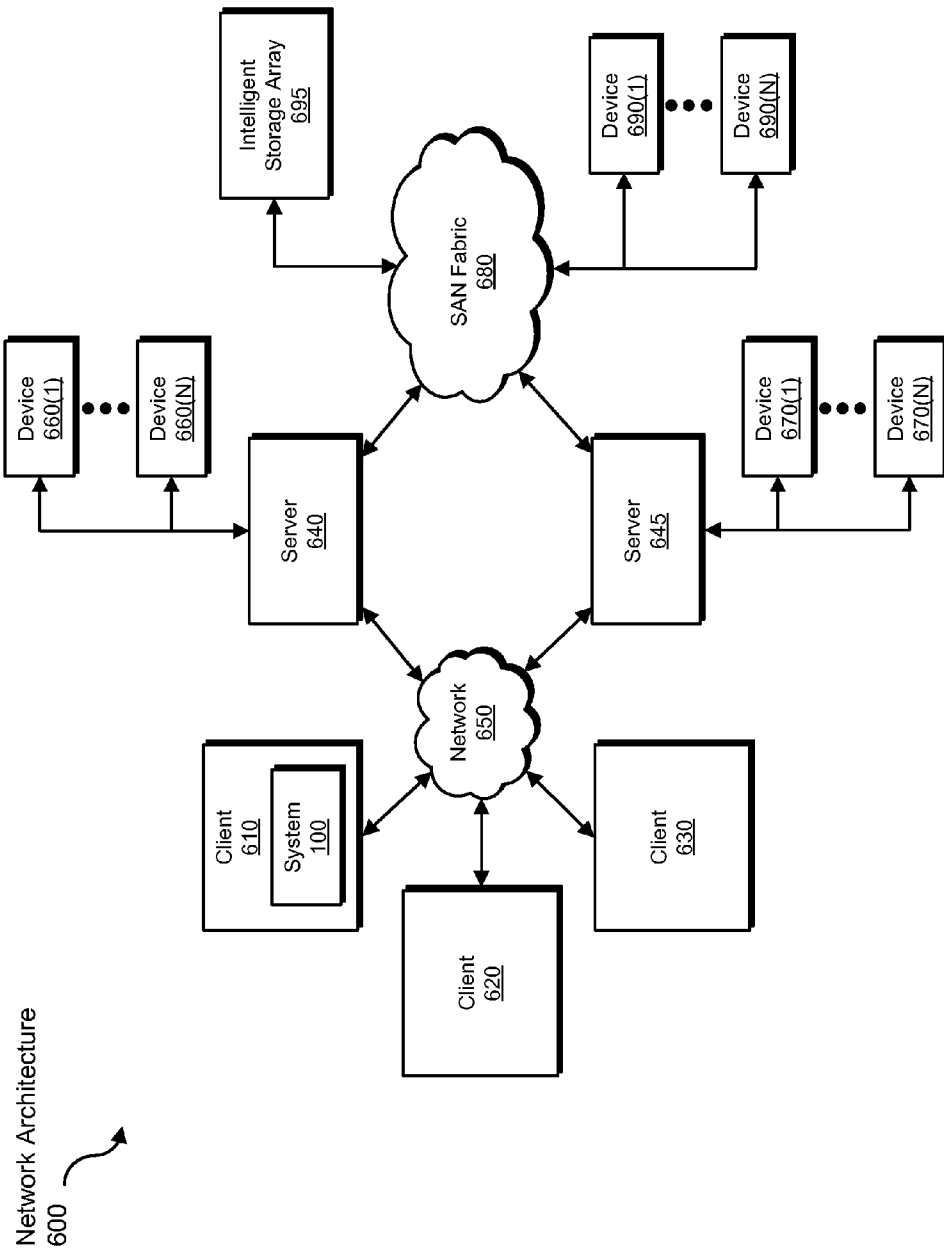 Network Architecture
600
Client
610
System
100
Client
620
Client
630
Network
650
Server
640
Server
645
Device
660(1)
Device
660(N)
Device
670(1)
Device
670(N)
SAN Fabric
680
Intelligent
Storage Array
695
Device
690(1)
Device
690(N)